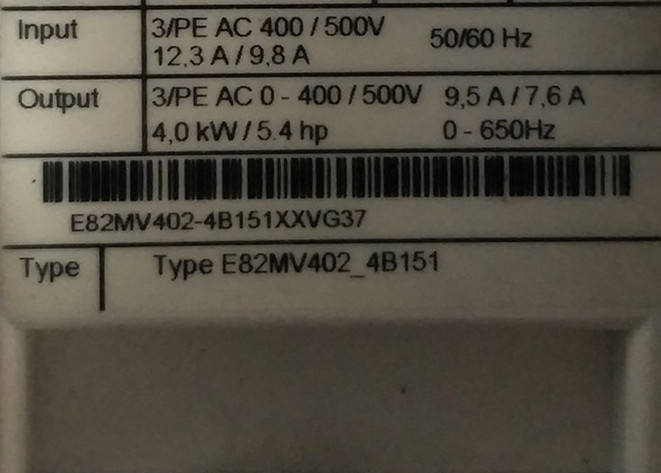 Input 3/PE AC 400 / 500V 50/60 Hz
12,3 A / 9,8 A
Output 3/PE AC 0 - 400 / 500V 9,5 A / 7,6 A
4,0 kW / 5.4 hp 0 - 650Hz
E82MV402-4B151XXVG37
Type Type E82MV402_4B151